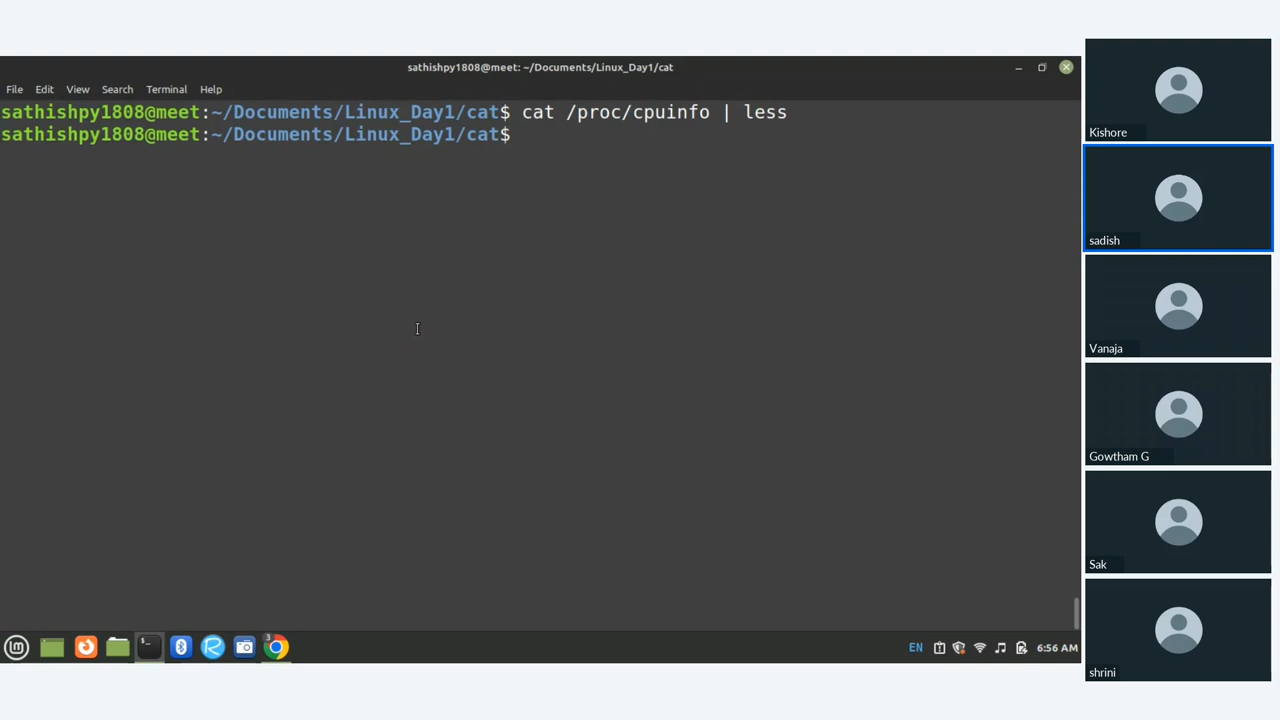 sathishpy1808@meet: ~/Documents/Linux_Day1/cat
File Edit View Search Terminal Help
sathishpy1808@meet:~/Documents/Linux_Day1/cat$ cat /proc/cpuinfo | less
sathishpy1808@meet:~/Documents/Linux_Day1/cat$
Kishore
sadish
Vanaja
Gowtham G
Sak
shrini
3
EN
6:56 AM